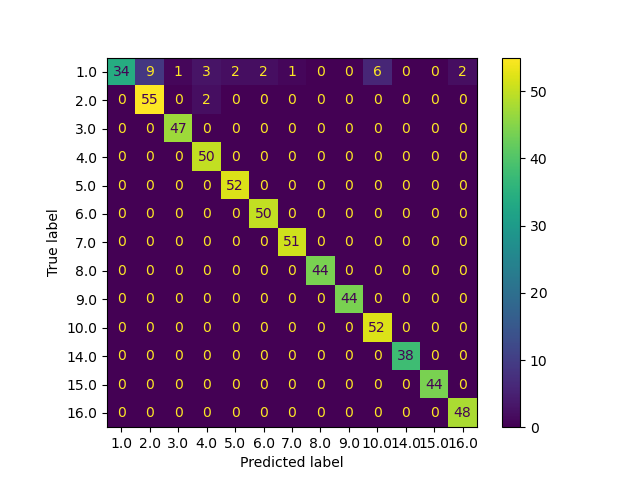 1.0 34 9 1 3 2 2 1 0 0 6 0 0 2
2.0 0 55 0 2 0 0 0 0 0 0 0 0 0
3.0 0 0 47 0 0 0 0 0 0 0 0 0 0
4.0 0 0 0 50 0 0 0 0 0 0 0 0 0
5.0 0 0 0 0 52 0 0 0 0 0 0 0 0
6.0 0 0 0 0 0 50 0 0 0 0 0 0 0
7.0 0 0 0 0 0 0 51 0 0 0 0 0 0
8.0 0 0 0 0 0 0 0 44 0 0 0 0 0
9.0 0 0 0 0 0 0 0 0 44 0 0 0 0
10.0 0 0 0 0 0 0 0 0 0 52 0 0 0
14.0 0 0 0 0 0 0 0 0 0 0 38 0 0
15.0 0 0 0 0 0 0 0 0 0 0 0 44 0
16.0 0 0 0 0 0 0 0 0 0 0 0 0 48
1.0 2.0 3.0 4.0 5.0 6.0 7.0 8.0 9.0 10.0 14.0 15.0 16.0
Predicted label
True label
50
40
30
20
10
0